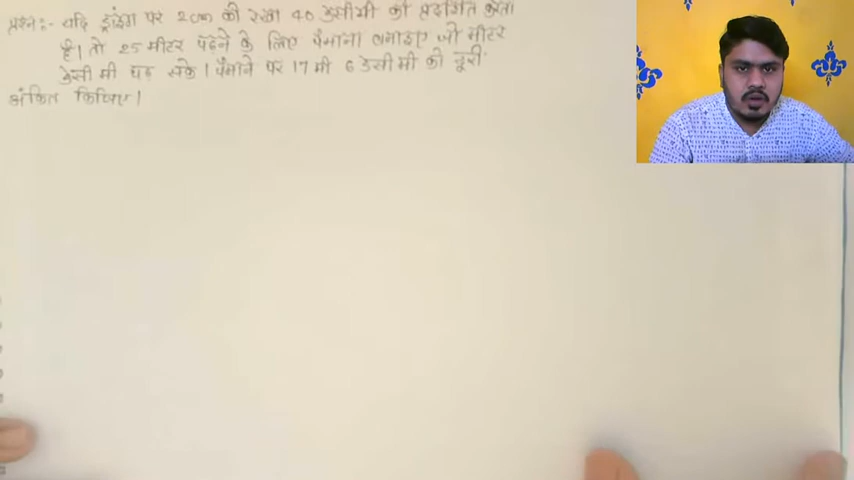 प्रश्न:- यदि ड्राइंग पर 2cm की रेखा 40 डेसीमी को प्रदर्शित करता
है। तो 25 मीटर पढ़ने के लिए पैमाना बनाइए जो मीटर
डेसीमी पढ़ सके। पैमाने पर 17 मी 6 डेसीमी की दूरी
अंकित किजिए।